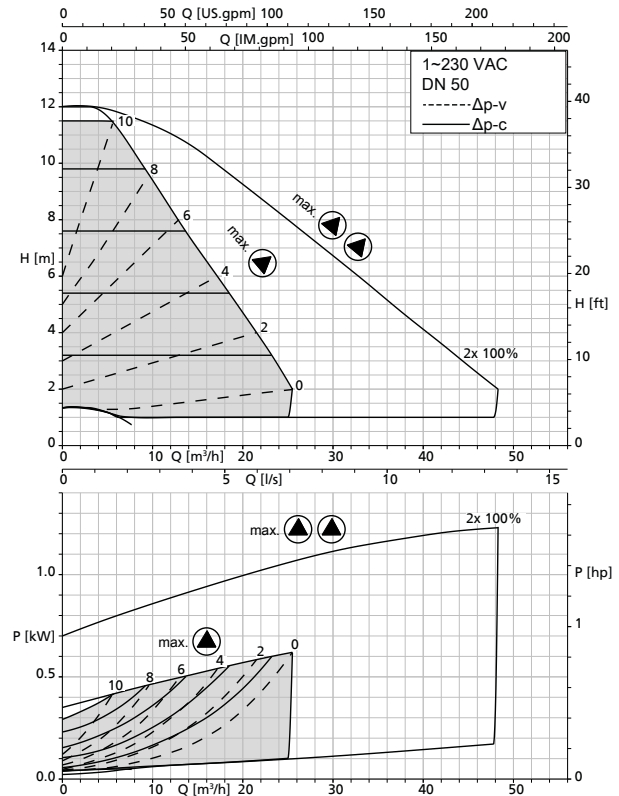 0 50 100 150 200
Q [US.gpm]
0 50 100 150 200
Q [IM.gpm]
14
12
10
8
6
4
2
0
H [m]
40
30
20
10
0
H [ft]
1~230 VAC
DN 50
Δp-v
Δp-c
10
8
6
4
2
0
max.
max.
2x 100%
10 20 30 40 50
0 Q [m³/h]
0 5 10 15
Q [l/s]
1.0
0.5
0.0
P [kW]
P [hp]
1
0
max.
2x 100%
max.
10
8
6
4
2
0
0 10 20 30 40 50
Q [m³/h]